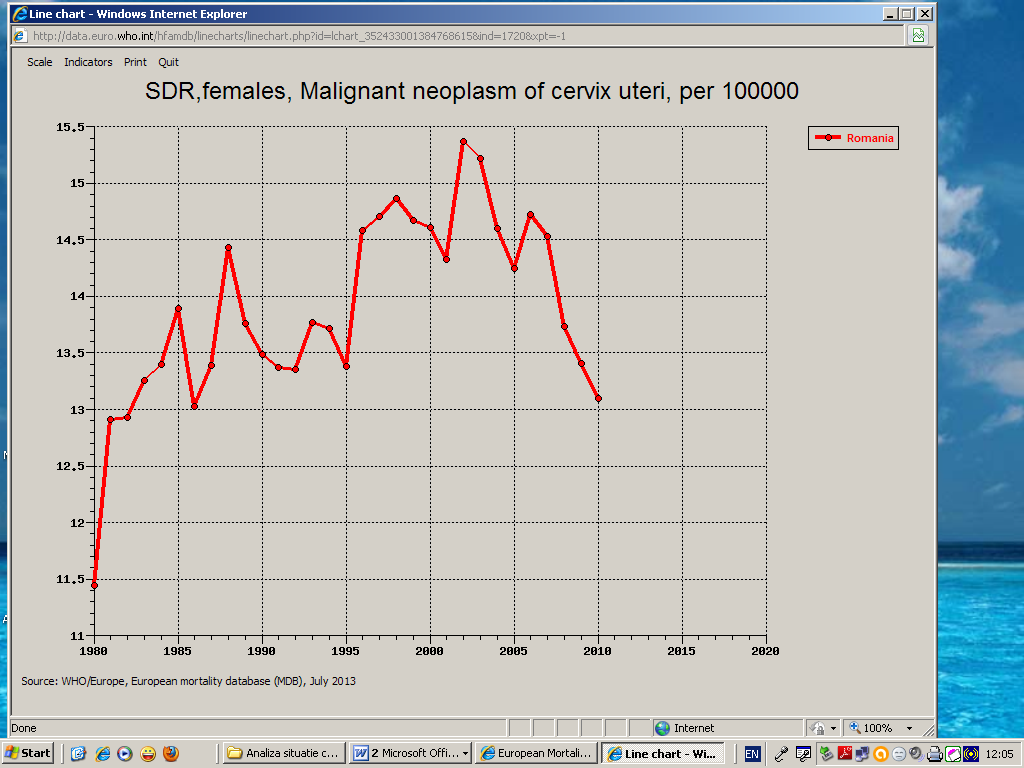 Line chart - Windows Internet Explorer
http://data.euro.who.int/hfamdb/linecharts/linechart.php?id=lchart_3524330013847686​15&ind=1720&xpt=-1
Scale Indicators Print Quit
SDR,females, Malignant neoplasm of cervix uteri, per 100000
Romania
15.5
15
14.5
14
13.5
13
12.5
12
11.5
11
1980 1985 1990 1995 2000 2005 2010 2015 2020
Source: WHO/Europe, European mortality database (MDB), July 2013
Done Internet 100%
Start Analiza situatie c... 2 Microsoft Offi... European Mortali... Line chart - Wi... EN 12:05